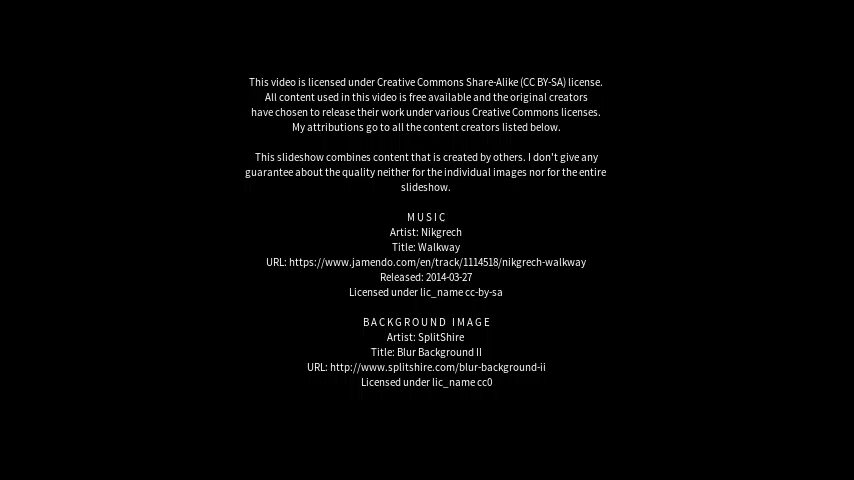 This video is licensed under Creative Commons Share-Alike (CC BY-SA) license.
All content used in this video is free available and the original creators
have chosen to release their work under various Creative Commons licenses.
My attributions go to all the content creators listed below.
This slideshow combines content that is created by others. I don't give any
guarantee about the quality neither for the individual images nor for the entire
slideshow.
MUSIC
Artist: Nikgrech
Title: Walkway
URL: https://www.jamendo.com/en/track/1114518/nikgrech-walkway
Released: 2014-03-27
Licensed under lic_name cc-by-sa
BACKGROUND IMAGE
Artist: SplitShire
Title: Blur Background II
URL: http://www.splitshire.com/blur-background-ii
Licensed under lic_name cc0